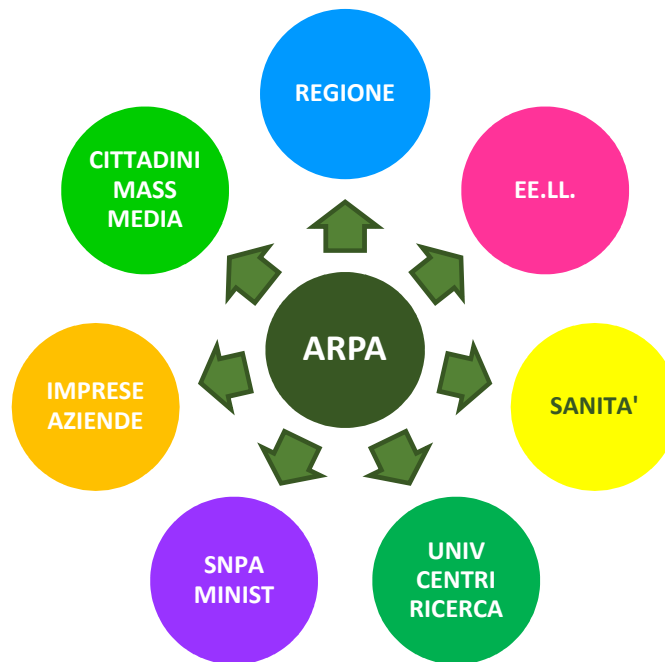 REGIONE
CITTADINI
MASS
MEDIA
EE.LL.
ARPA
IMPRESE
AZIENDE
SANITA'
SNPA
MINIST
UNIV
CENTRI
RICERCA